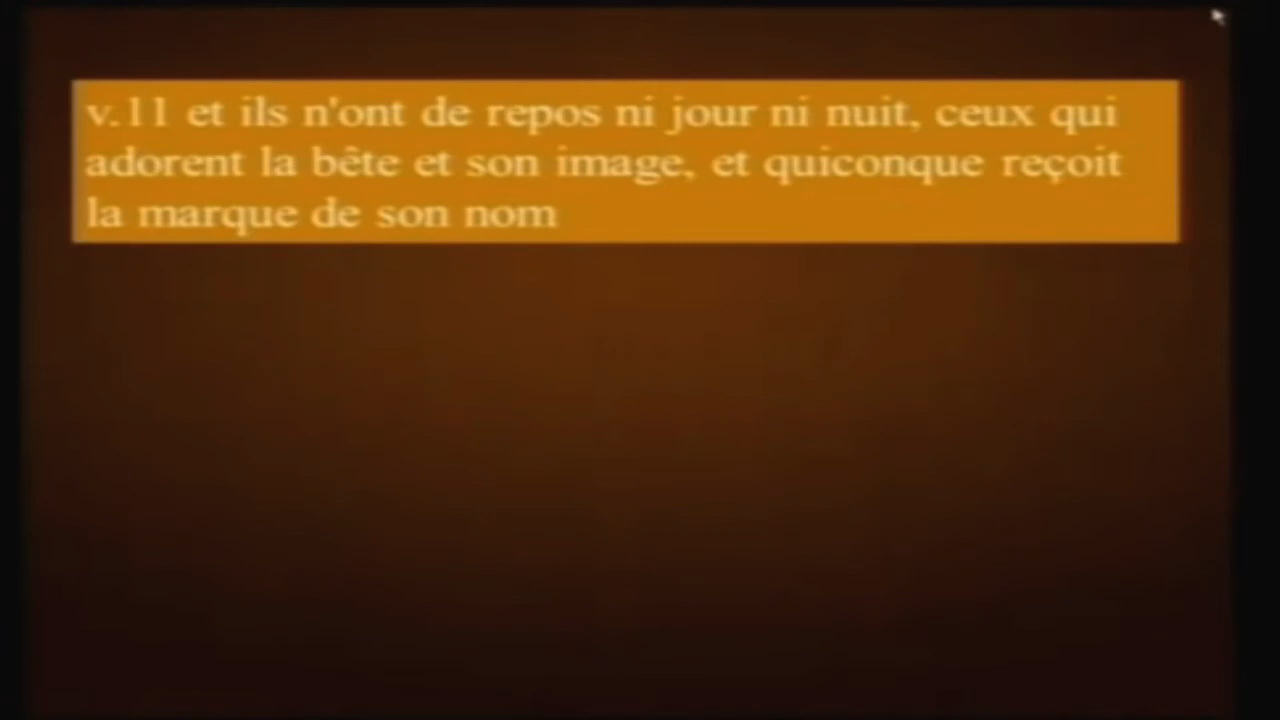 v.11 et ils n'ont de repos ni jour ni nuit, ceux qui
adorent la bête et son image, et quiconque reçoit
la marque de son nom